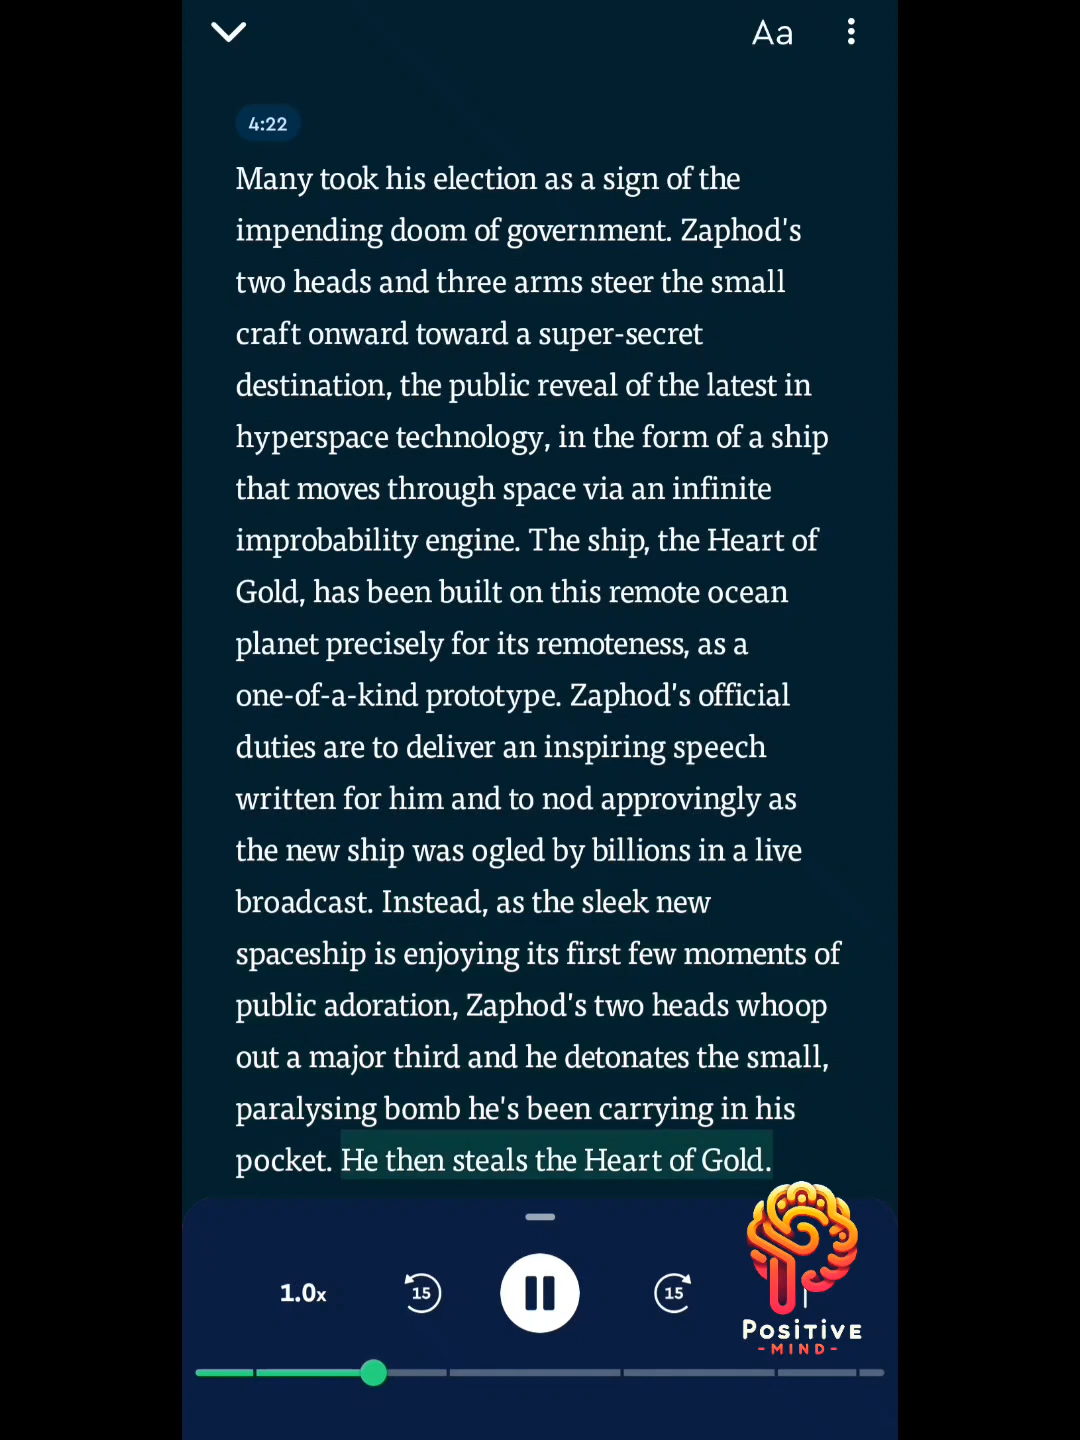 Aa
4:22
Many took his election as a sign of the
impending doom of government. Zaphod's
two heads and three arms steer the small
craft onward toward a super-secret
destination, the public reveal of the latest in
hyperspace technology, in the form of a ship
that moves through space via an infinite
improbability engine. The ship, the Heart of
Gold, has been built on this remote ocean
planet precisely for its remoteness, as a
one-of-a-kind prototype. Zaphod's official
duties are to deliver an inspiring speech
written for him and to nod approvingly as
the new ship was ogled by billions in a live
broadcast. Instead, as the sleek new
spaceship is enjoying its first few moments of
public adoration, Zaphod's two heads whoop
out a major third and he detonates the small,
paralysing bomb he's been carrying in his
pocket. He then steals the Heart of Gold.
1.0x
15
15
POSITIVE
-MIND-